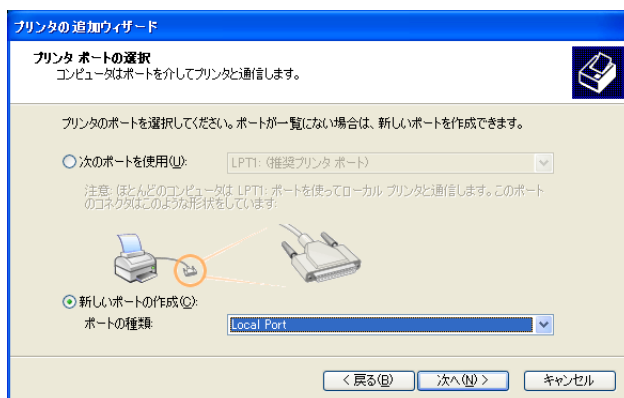 プリンタの追加ウィザード
プリンタ ポートの選択
コンピュータはポートを介してプリンタと通信します。
プリンタのポートを選択してください。ポートが一覧にない場合は、新しいポートを作成できます。
次のポートを使用(U): LPT1: (推奨プリンタ ポート)
注意: ほとんどのコンピュータは LPT1: ポートを使ってローカル プリンタと通信します。このポート
のコネクタはこのような形状をしています:
新しいポートの作成(C):
ポートの種類: Local Port
< 戻る(B) 次へ(N) > キャンセル